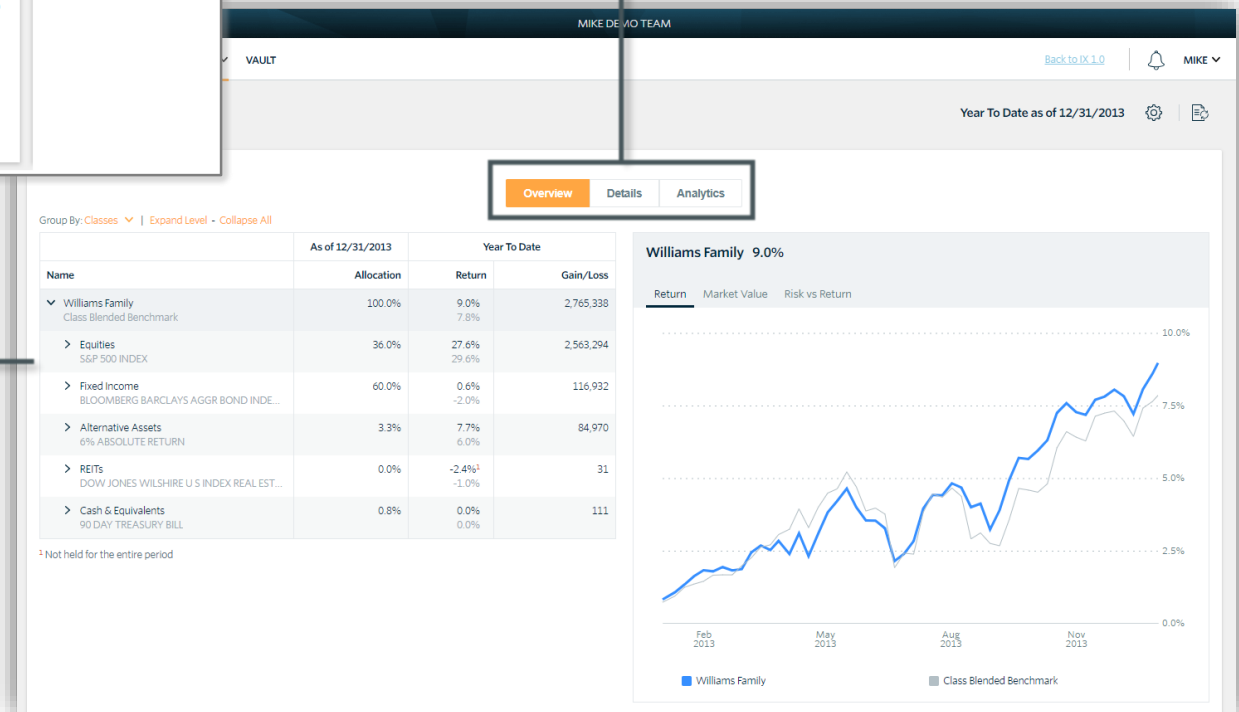 MIKE DEMO TEAM
VAULT
Back to IX 1.0
MIKE
Year To Date as of 12/31/2013
Overview Details Analytics
Group By: Classes | Expand Level - Collapse All
As of 12/31/2013 Year To Date
Name Allocation Return Gain/Loss
Williams Family 100.0% 9.0% 2,765,338
Class Blended Benchmark 7.8%
Equities 36.0% 27.6% 2,563,294
S&P 500 INDEX 29.6%
Fixed Income 60.0% 0.6% 116,932
BLOOMBERG BARCLAYS AGGR BOND INDE... -2.0%
Alternative Assets 3.3% 7.7% 84,970
6% ABSOLUTE RETURN 6.0%
REITs 0.0% -2.4%¹ 31
DOW JONES WILSHIRE U S INDEX REAL EST... -1.0%
Cash & Equivalents 0.8% 0.0% 111
90 DAY TREASURY BILL 0.0%
¹ Not held for the entire period
Williams Family 9.0%
Return Market Value Risk vs Return
10.0%
7.5%
5.0%
2.5%
0.0%
Feb May Aug Nov
2013 2013 2013 2013
Williams Family Class Blended Benchmark